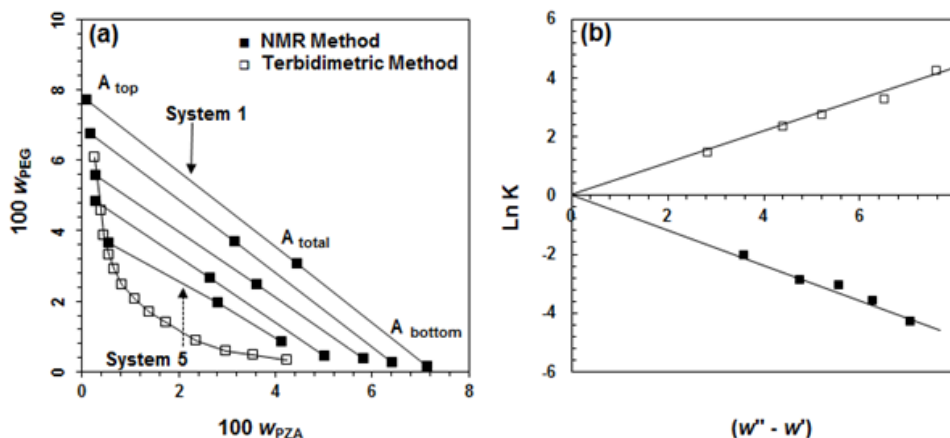 (a)
NMR Method
Terbidimetric Method
A top
System 1
A total
A bottom
System 5
100 wPEG
10
8
6
4
2
0
0 2 4 6 8
100 wPZA
(b)
Ln K
6
4
2
0
-2
-4
-6
0 2 4 6
(w'' - w')